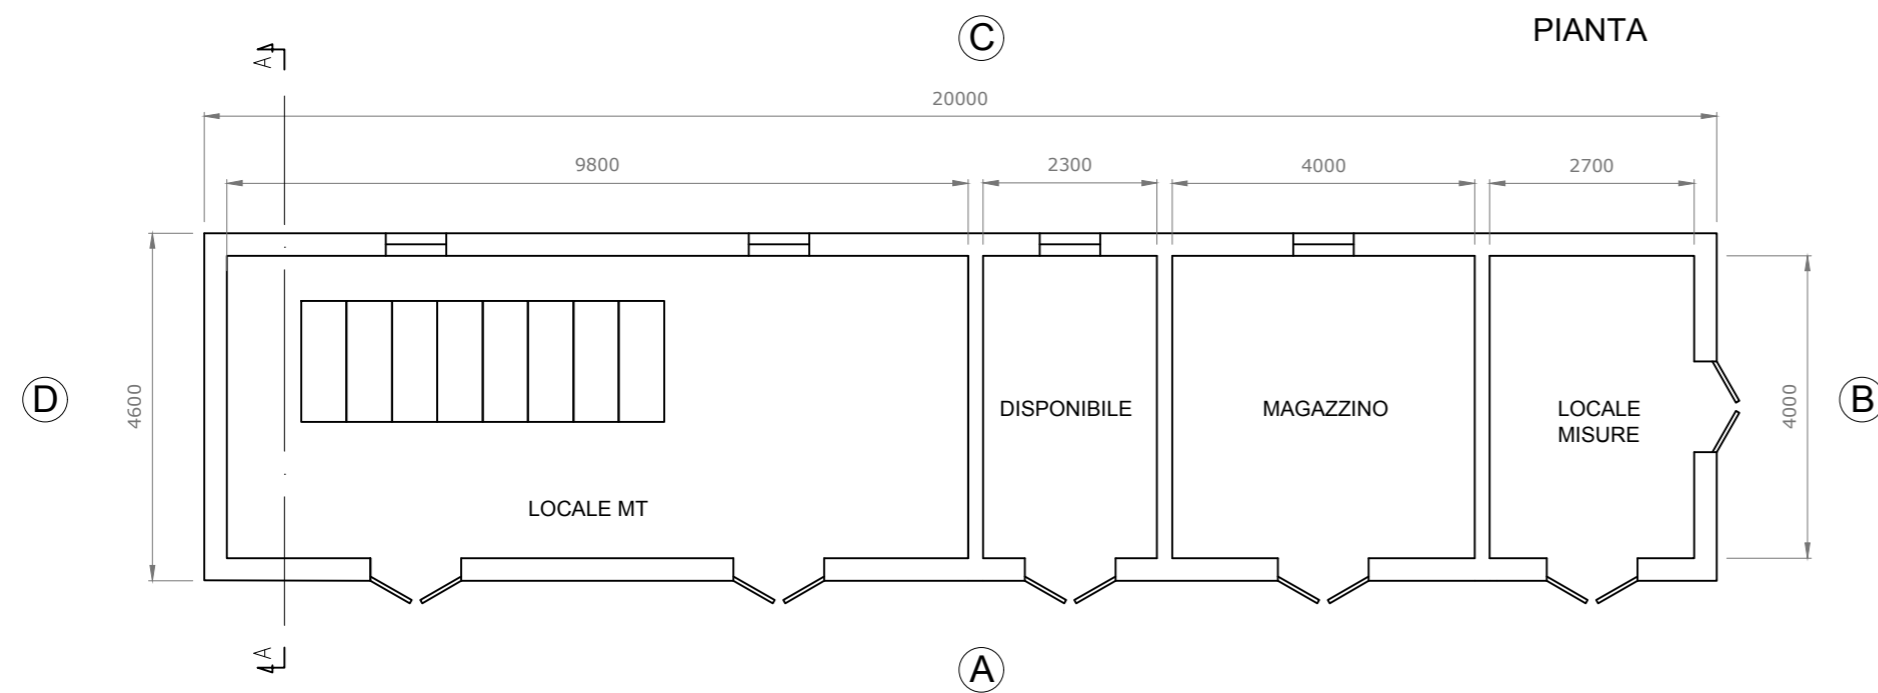 PIANTA
C
A
20000
9800
2300
4000
2700
D
4600
DISPONIBILE
MAGAZZINO
LOCALE
MISURE
4000
B
LOCALE MT
A
A